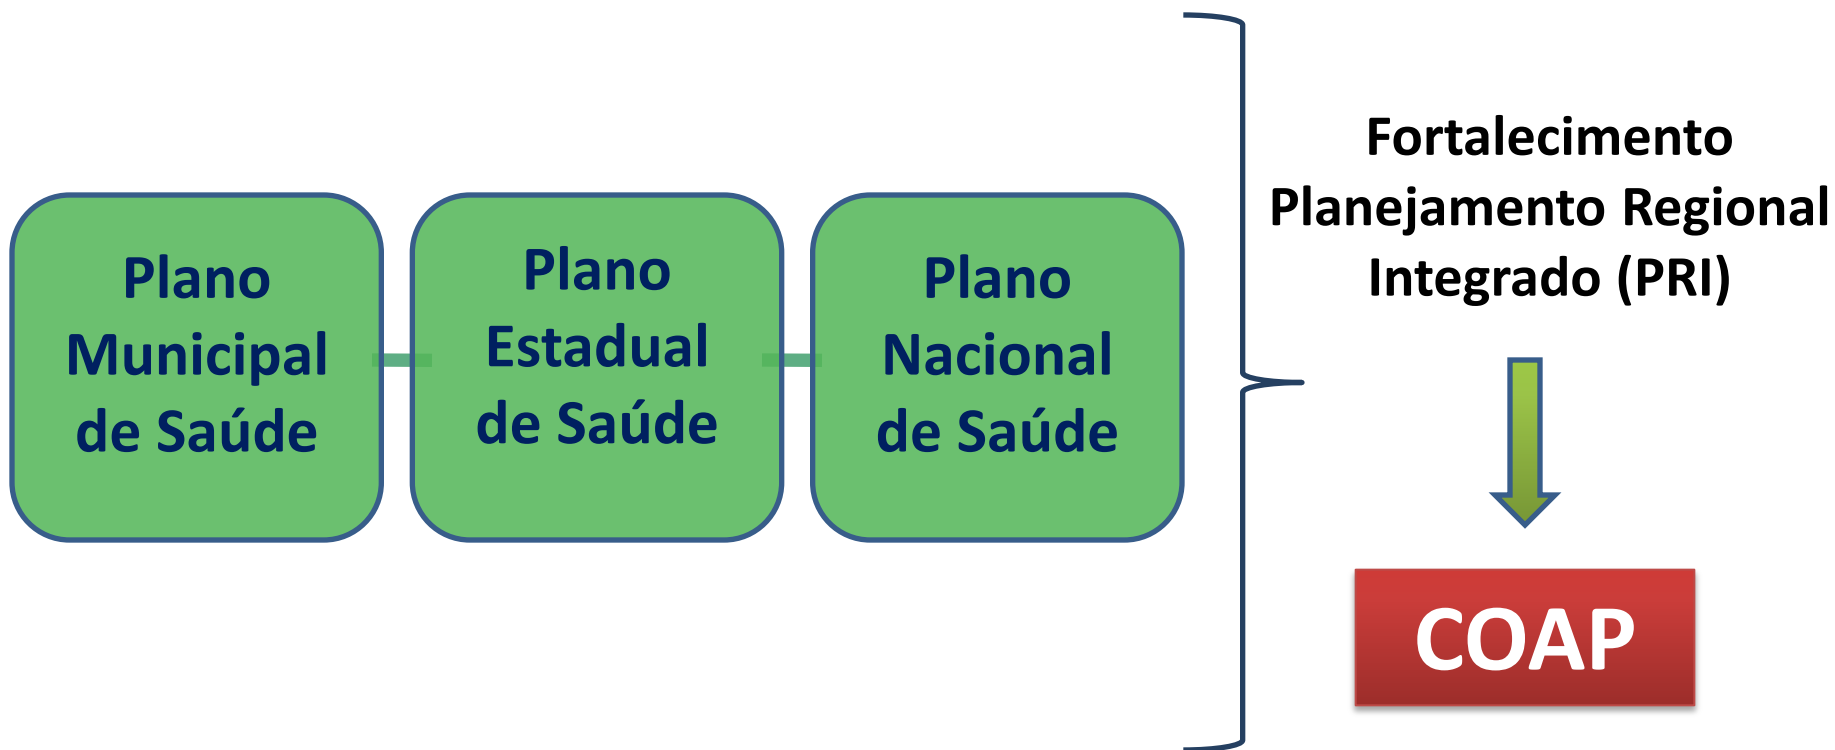 Plano
Municipal
de Saúde
Plano
Estadual
de Saúde
Plano
Nacional
de Saúde
Fortalecimento
Planejamento Regional
Integrado (PRI)
COAP